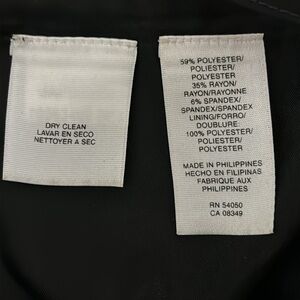 DRY CLEAN
LAVAR EN SECO
NETTOYER A SEC
59% POLYESTER/
POLIESTER/
POLYESTER
35% RAYON/
RAYON/RAYONNE
6% SPANDEX/
SPANDEX/SPANDEX
LINING/FORRO/
DOUBLURE:
100% POLYESTER/
POLIESTER/
POLYESTER
MADE IN PHILIPPINES
HECHO EN FILIPINAS
FABRIQUE AUX
PHILIPPINES
RN 54050
CA 08349